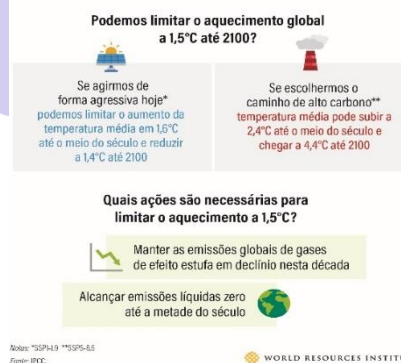 Podemos limitar o aquecimento global
a 1,5°C até 2100?
Se agirmos de
forma agressiva hoje*
podemos limitar o aumento da
temperatura média em 1,6°C
até o meio do século e reduzir
a 1,4°C até 2100
Se escolhermos o
caminho de alto carbono**
temperatura média pode subir a
2,4°C até o meio do século e
chegar a 4,4°C até 2100
Quais ações são necessárias para
limitar o aquecimento a 1,5°C?
Manter as emissões globais de gases
de efeito estufa em declínio nesta década
Alcançar emissões líquidas zero
até a metade do século
Notas: *SSP1-1.9 **SSP5-8.5
Fonte: IPCC.
WORLD RESOURCES INSTIT